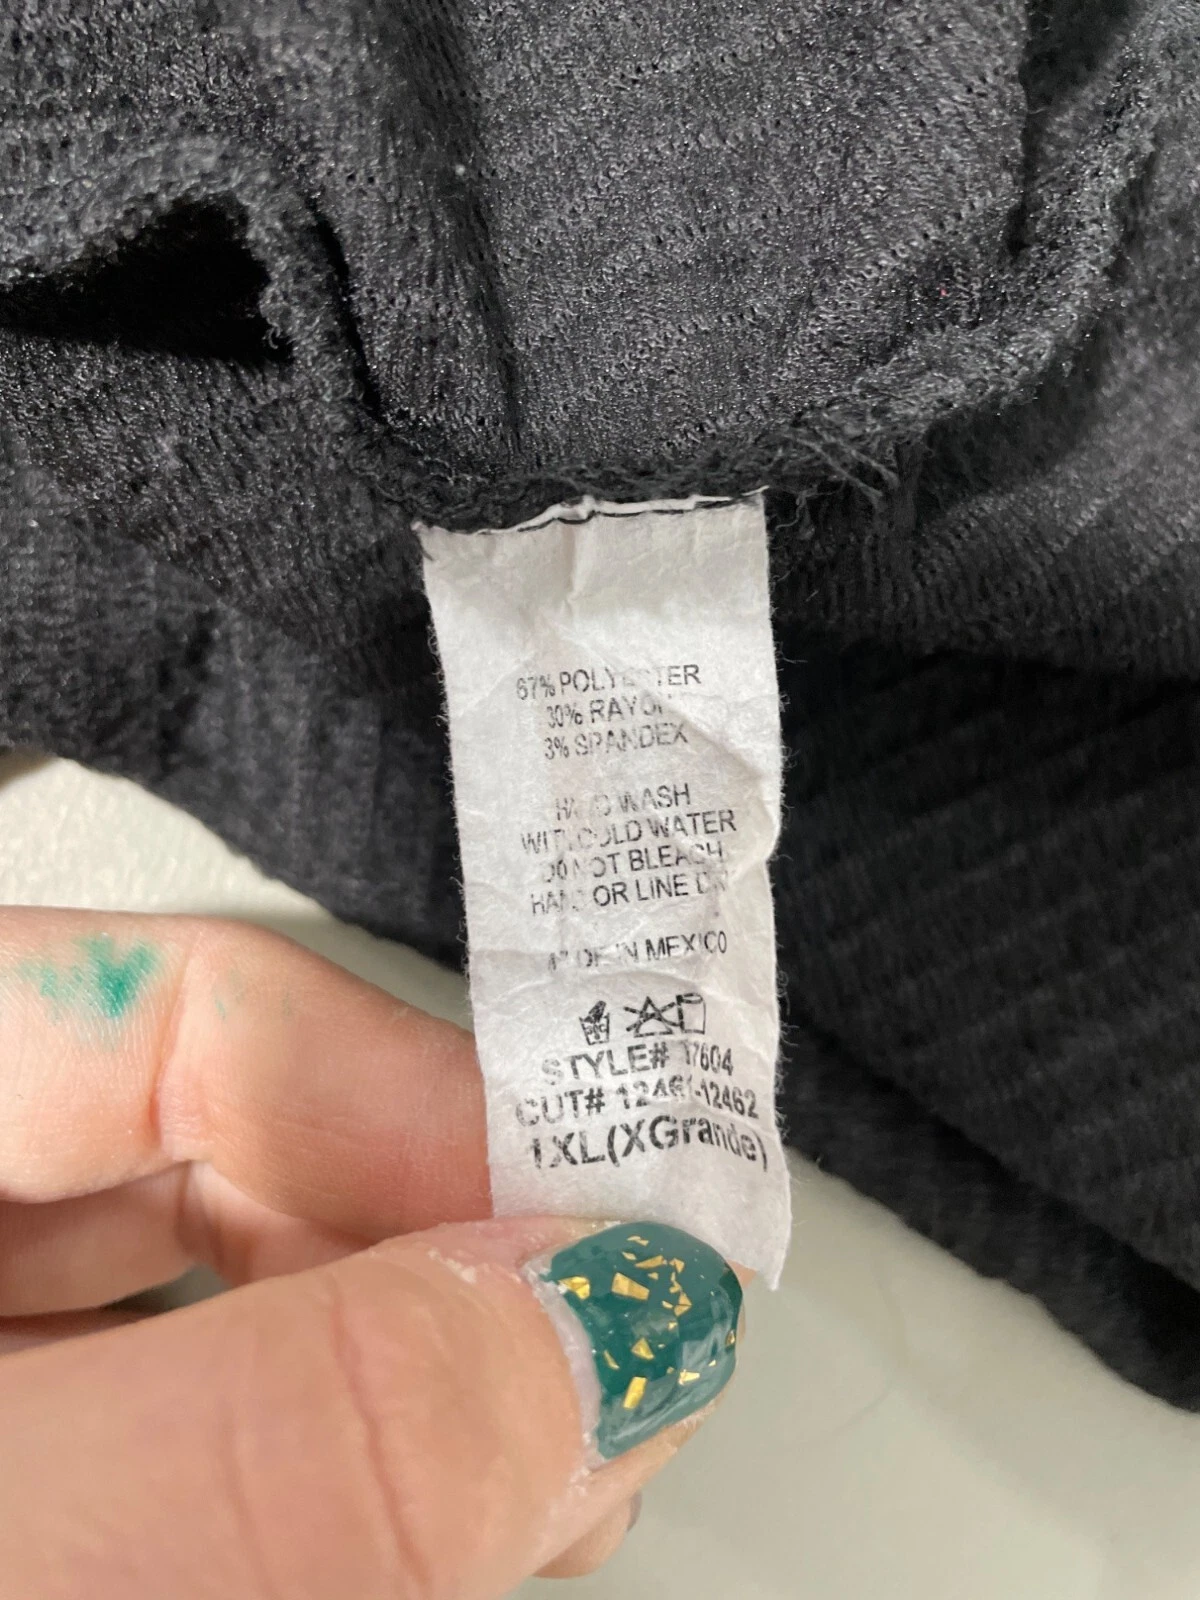 67% POLYESTER
30% RAYON
3% SPANDEX
HAND WASH
WITH COLD WATER
DO NOT BLEACH
HANG OR LINE DRY
MADE IN MEXICO
STYLE# 17604
CUT# 12461-12462
1XL(XGrande)